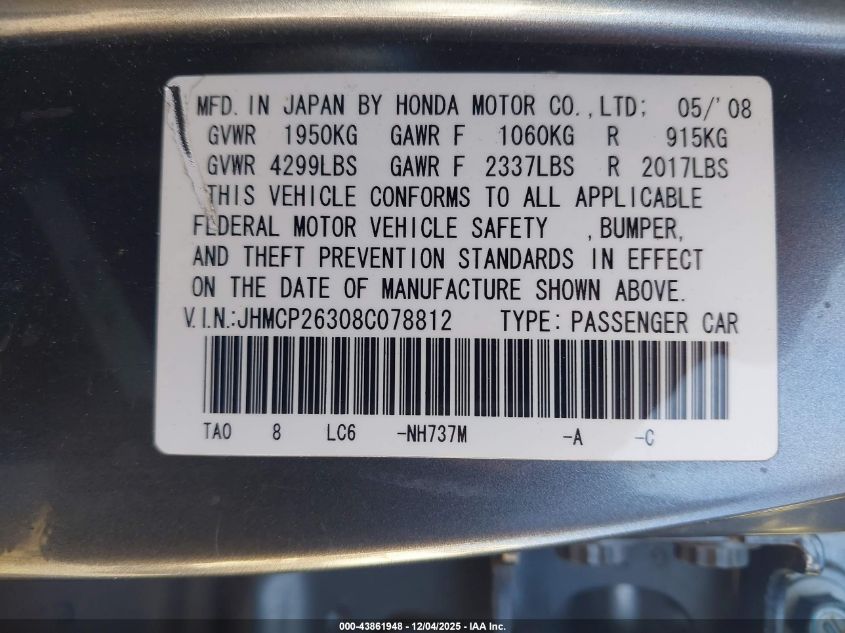 MFD. IN JAPAN BY HONDA MOTOR CO., LTD; 05/'08
GVWR 1950KG GAWR F 1060KG R 915KG
GVWR 4299LBS GAWR F 2337LBS R 2017LBS
THIS VEHICLE CONFORMS TO ALL APPLICABLE
FEDERAL MOTOR VEHICLE SAFETY , BUMPER,
AND THEFT PREVENTION STANDARDS IN EFFECT
ON THE DATE OF MANUFACTURE SHOWN ABOVE.
V.I.N.:JHMCP26308C078812 TYPE: PASSENGER CAR
TA0 8 LC6 -NH737M -A -C
000-43861948 - 12/04/2025 - IAA Inc.